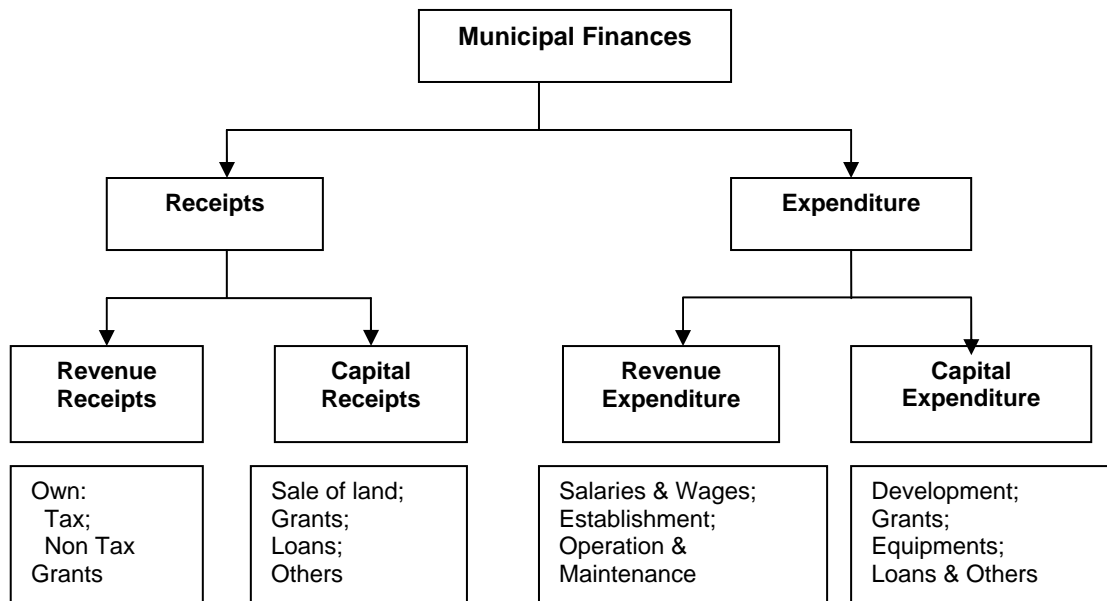 Municipal Finances
Receipts
Expenditure
Revenue
Receipts
Capital
Receipts
Revenue
Expenditure
Capital
Expenditure
Own:
Tax;
Non Tax
Grants
Sale of land;
Grants;
Loans;
Others
Salaries & Wages;
Establishment;
Operation &
Maintenance
Development;
Grants;
Equipments;
Loans & Others